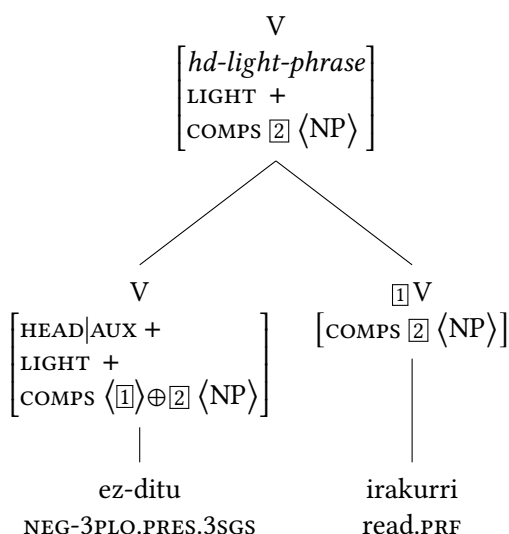 V
[hd-light-phrase
LIGHT +
COMPS 2 ⟨NP⟩]
V
[HEAD|AUX +
LIGHT +
COMPS ⟨1⟩⊕2 ⟨NP⟩]
1 V
[COMPS 2 ⟨NP⟩]
ez-ditu
NEG-3PLO.PRES.3SGS
irakurri
read.PRF